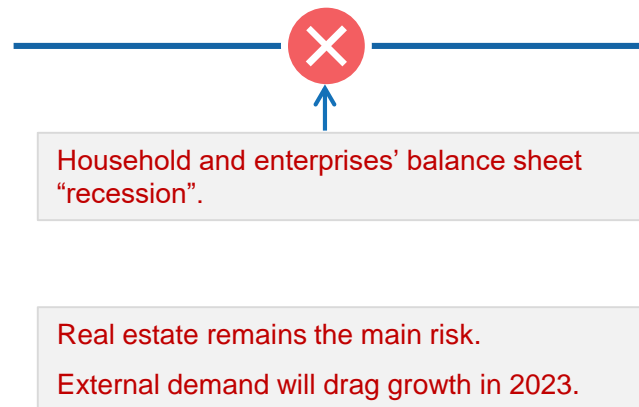 Household and enterprises’ balance sheet
“recession”.
Real estate remains the main risk.
External demand will drag growth in 2023.